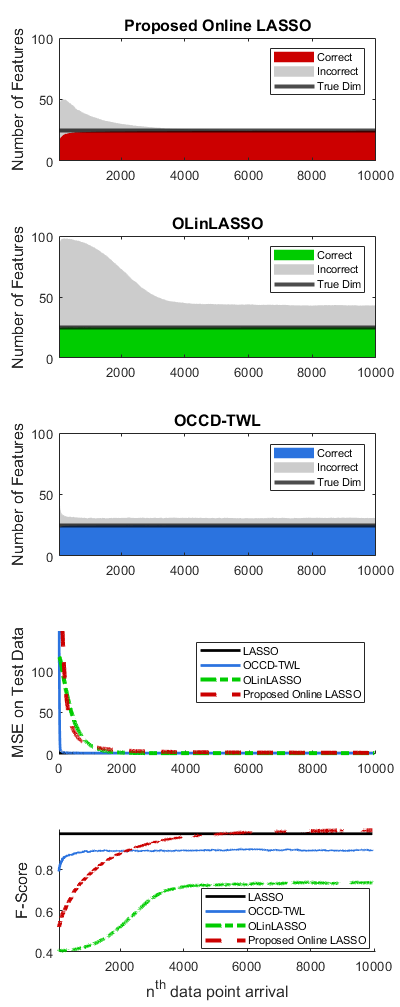 Proposed Online LASSO
100
50
0
Number of Features
Correct
Incorrect
True Dim
2000 4000 6000 8000 10000
OLinLASSO
100
50
0
Number of Features
Correct
Incorrect
True Dim
2000 4000 6000 8000 10000
OCCD-TWL
100
50
0
Number of Features
Correct
Incorrect
True Dim
2000 4000 6000 8000 10000
MSE on Test Data
100
50
0
LASSO
OCCD-TWL
OLinLASSO
Proposed Online LASSO
0 2000 4000 6000 8000 10000
F-Score
0.8
0.6
0.4
LASSO
OCCD-TWL
OLinLASSO
Proposed Online LASSO
2000 4000 6000 8000 10000
nth data point arrival